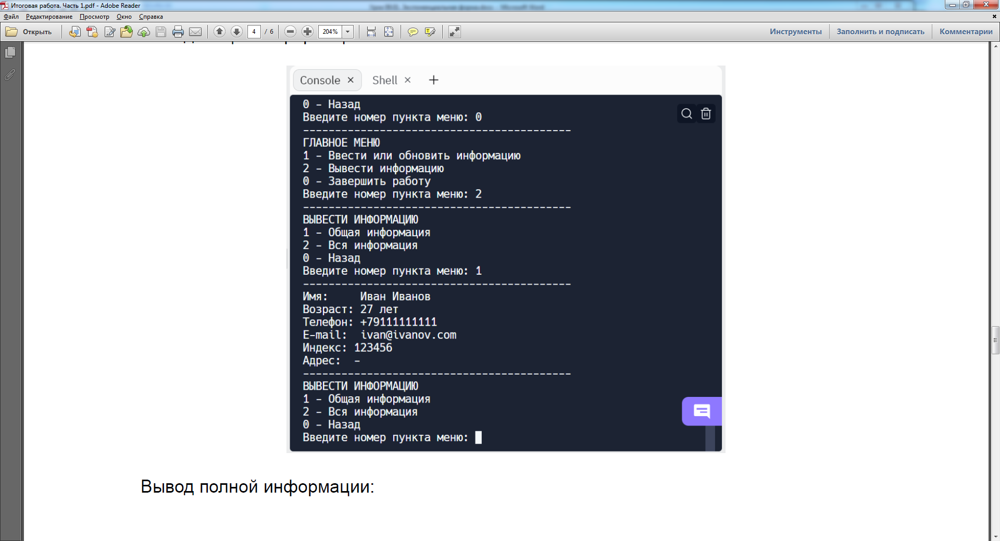 Итоговая работа. Часть 1.pdf - Adobe Reader
Файл Редактирование Просмотр Окно Справка
Открыть 4 / 6 204% Инструменты Заполнить и подписать Комментарии
Console × Shell × +
0 – Назад
Введите номер пункта меню: 0
------------------------------------------
ГЛАВНОЕ МЕНЮ
1 – Ввести или обновить информацию
2 – Вывести информацию
0 – Завершить работу
Введите номер пункта меню: 2
------------------------------------------
ВЫВЕСТИ ИНФОРМАЦИЮ
1 – Общая информация
2 – Вся информация
0 – Назад
Введите номер пункта меню: 1
------------------------------------------
Имя:     Иван Иванов
Возраст: 27 лет
Телефон: +79111111111
E-mail:  ivan@ivanov.com
Индекс: 123456
Адрес:  –
------------------------------------------
ВЫВЕСТИ ИНФОРМАЦИЮ
1 – Общая информация
2 – Вся информация
0 – Назад
Введите номер пункта меню:
Вывод полной информации: